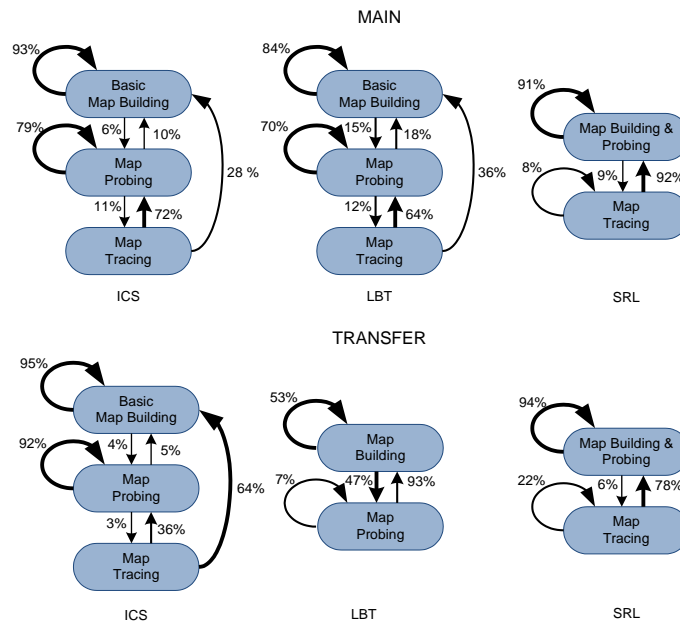 MAIN
93%
Basic
Map Building
6%
10%
79%
Map
Probing
28 %
11%
72%
Map
Tracing
ICS
84%
Basic
Map Building
15%
18%
70%
Map
Probing
36%
12%
64%
Map
Tracing
LBT
91%
Map Building &
Probing
8%
9%
92%
Map
Tracing
SRL
TRANSFER
95%
Basic
Map Building
4%
5%
92%
Map
Probing
64%
3%
36%
Map
Tracing
ICS
53%
Map
Building
7%
47%
93%
Map
Probing
LBT
94%
Map Building &
Probing
22%
6%
78%
Map
Tracing
SRL